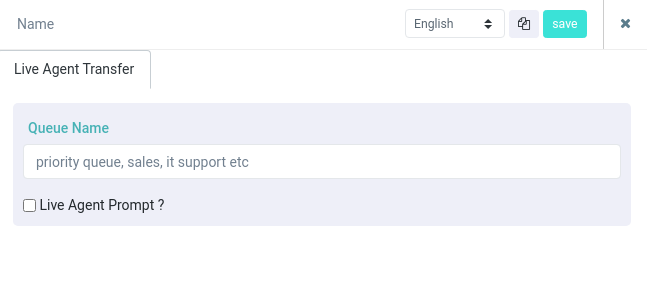 Name
English
save
Live Agent Transfer
Queue Name
priority queue, sales, it support etc
Live Agent Prompt ?